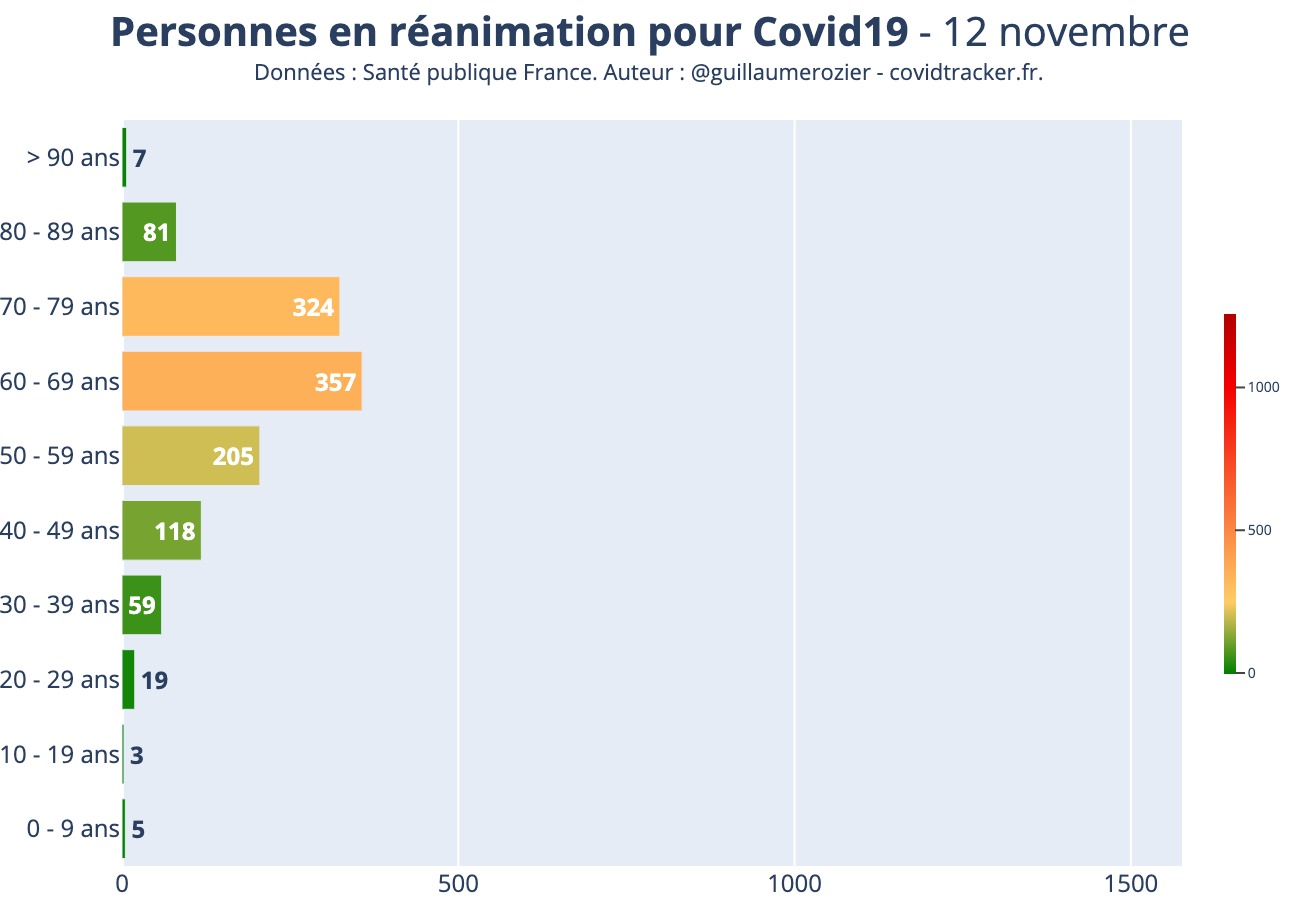 Personnes en réanimation pour Covid19 - 12 novembre
Données : Santé publique France. Auteur : @guillaumerozier - covidtracker.fr.
> 90 ans 7
80 - 89 ans 81
70 - 79 ans 324
60 - 69 ans 357
50 - 59 ans 205
40 - 49 ans 118
30 - 39 ans 59
20 - 29 ans 19
10 - 19 ans 3
0 - 9 ans 5
0 500 1000 1500
1000
500
0